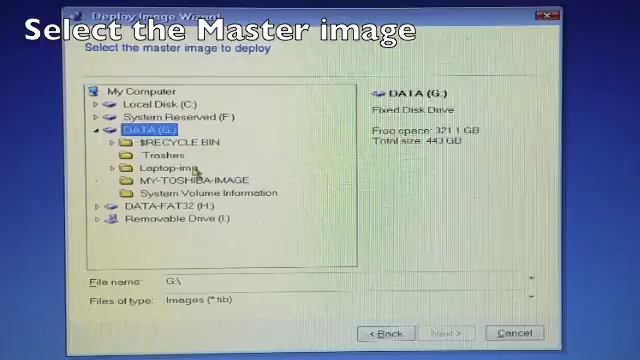 Deploy Image Wizard
Select the Master image
Select the master image to deploy
My Computer
Local Disk (C:)
System Reserved (F:)
DATA (G:)
$RECYCLE.BIN
Trashes
Laptop-ima
MY-TOSHIBA-IMAGE
System Volume Information
DATA-FAT32 (H:)
Removable Drive (I:)
DATA (G:)
Fixed Disk Drive
Free space: 321.1 GB
Total size: 443 GB
File name: G:\
Files of type: Images (*.tib)
< Back
Next >
Cancel